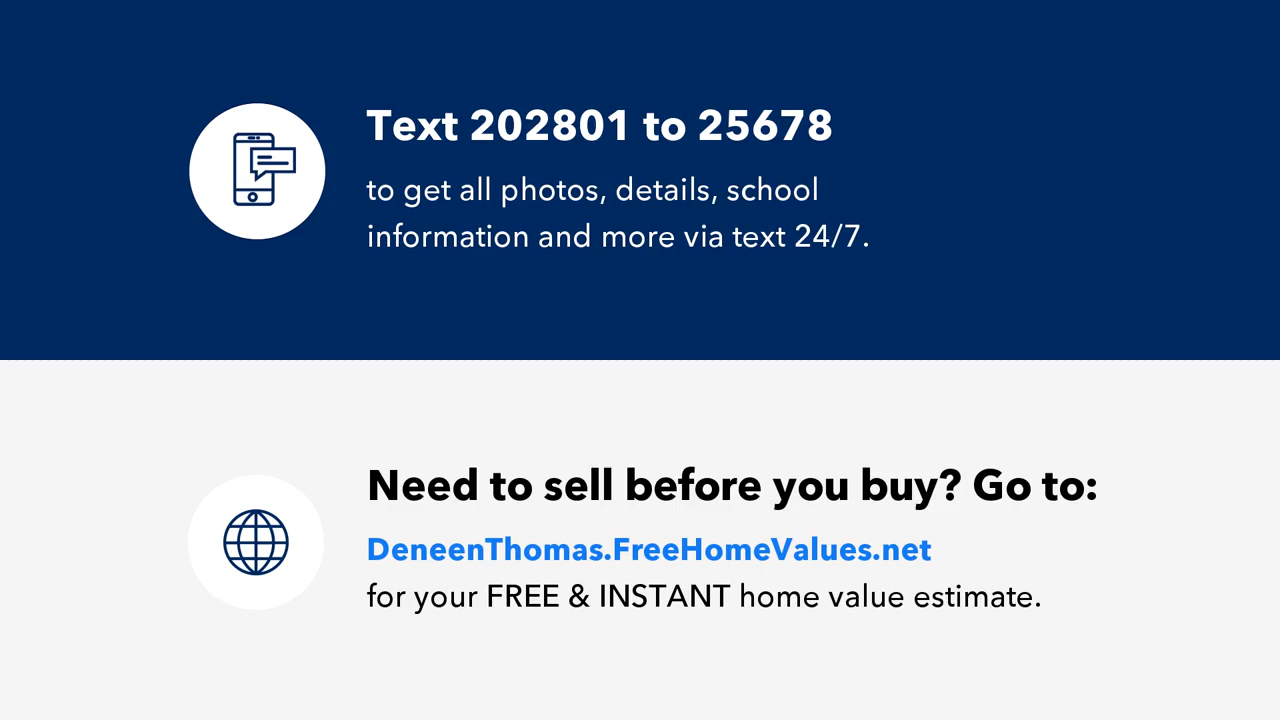 Text 202801 to 25678
to get all photos, details, school
information and more via text 24/7.
Need to sell before you buy? Go to:
DeneenThomas.FreeHomeValues.net
for your FREE & INSTANT home value estimate.